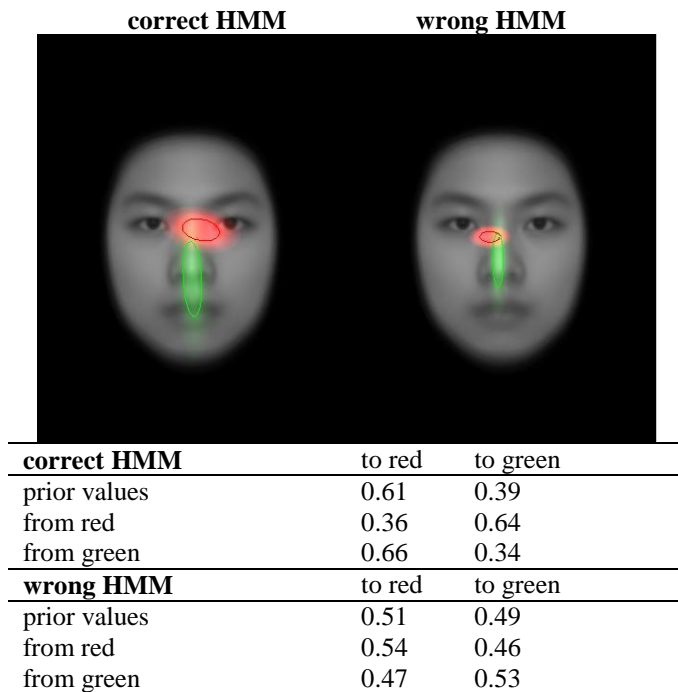 correct HMM wrong HMM
correct HMM to red to green
prior values 0.61 0.39
from red 0.36 0.64
from green 0.66 0.34
wrong HMM to red to green
prior values 0.51 0.49
from red 0.54 0.46
from green 0.47 0.53